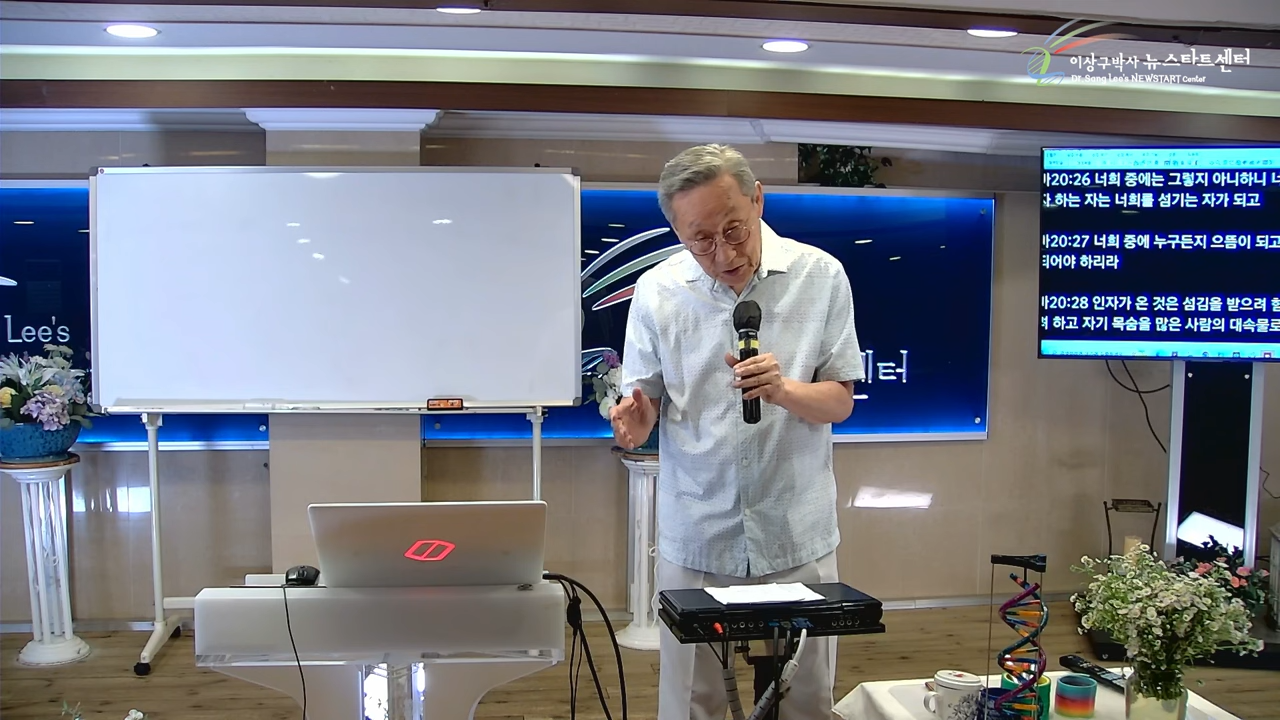 이상구박사 뉴스타트센터
Dr. Sang Lee's NEWSTART Center
20:26 너희 중에는 그렇지 아니하니
하는 자는 너희를 섬기는 자가 되고
20:27 너희 중에 누구든지 으뜸이 되고
되어야 하리라
20:28 인자가 온 것은 섬김을 받으려
하고 자기 목숨을 많은 사람의 대속물로
Lee's
터